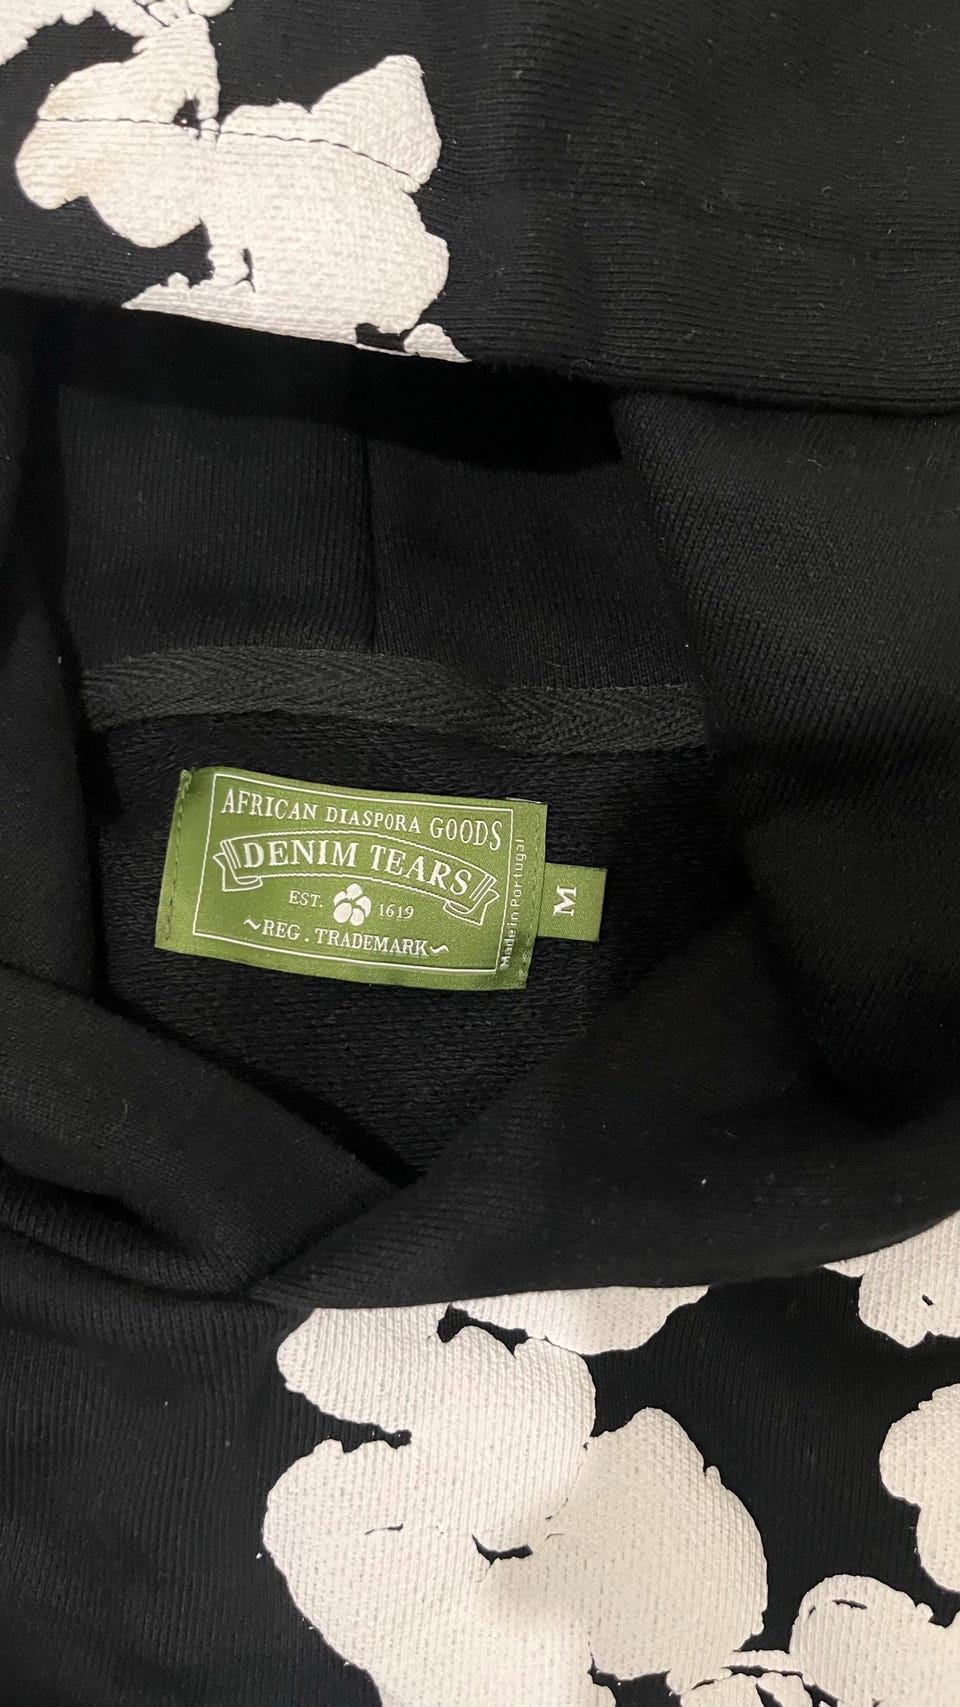 AFRICAN DIASPORA GOODS
DENIM TEARS
EST. 1619
~REG. TRADEMARK~
Made in Portugal
M